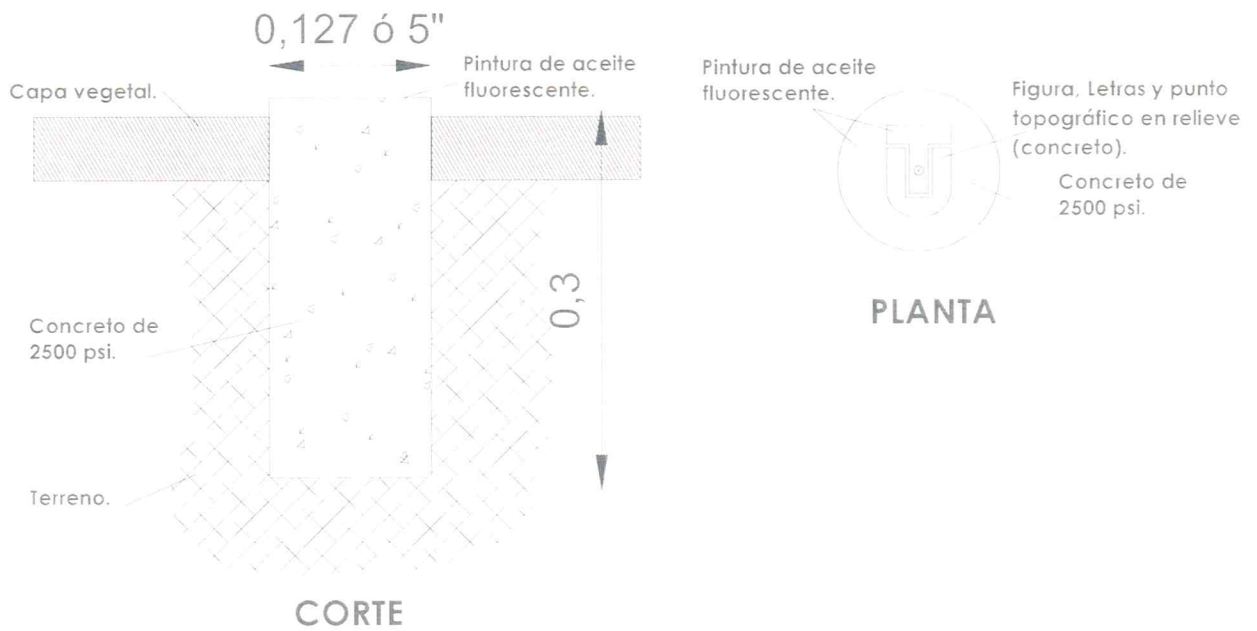 0,127 ó 5"
Capa vegetal.
Pintura de aceite
fluorescente.
0,3
Concreto de
2500 psi.
Terreno.
CORTE
Pintura de aceite
fluorescente.
Figura, Letras y punto
topográfico en relieve
(concreto).
Concreto de
2500 psi.
PLANTA